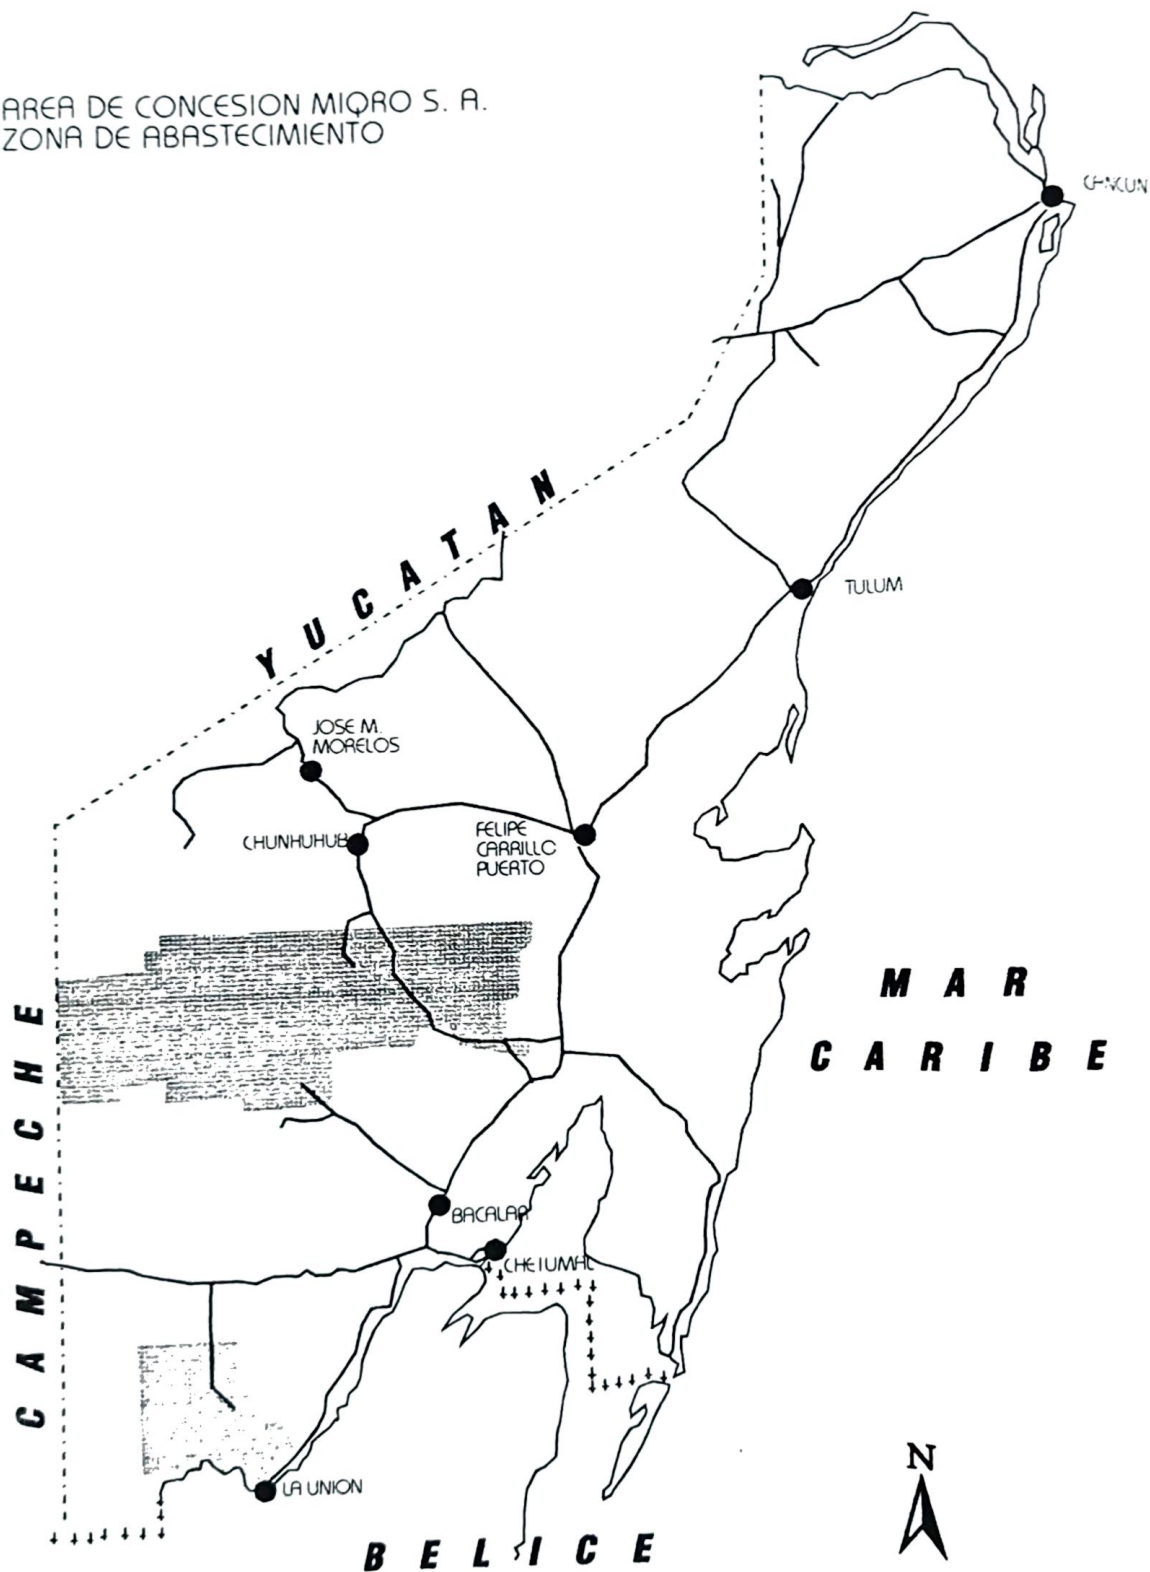 AREA DE CONCESION MIQRO S. A.
ZONA DE ABASTECIMIENTO
CANCUN
YUCATAN
TULUM
JOSE M.
MORELOS
CHUNHUHUB
FELIPE
CARRILLO
PUERTO
MAR
CARIBE
CAMPECHE
BACALAR
CHETUMAL
LA UNION
N
BELICE